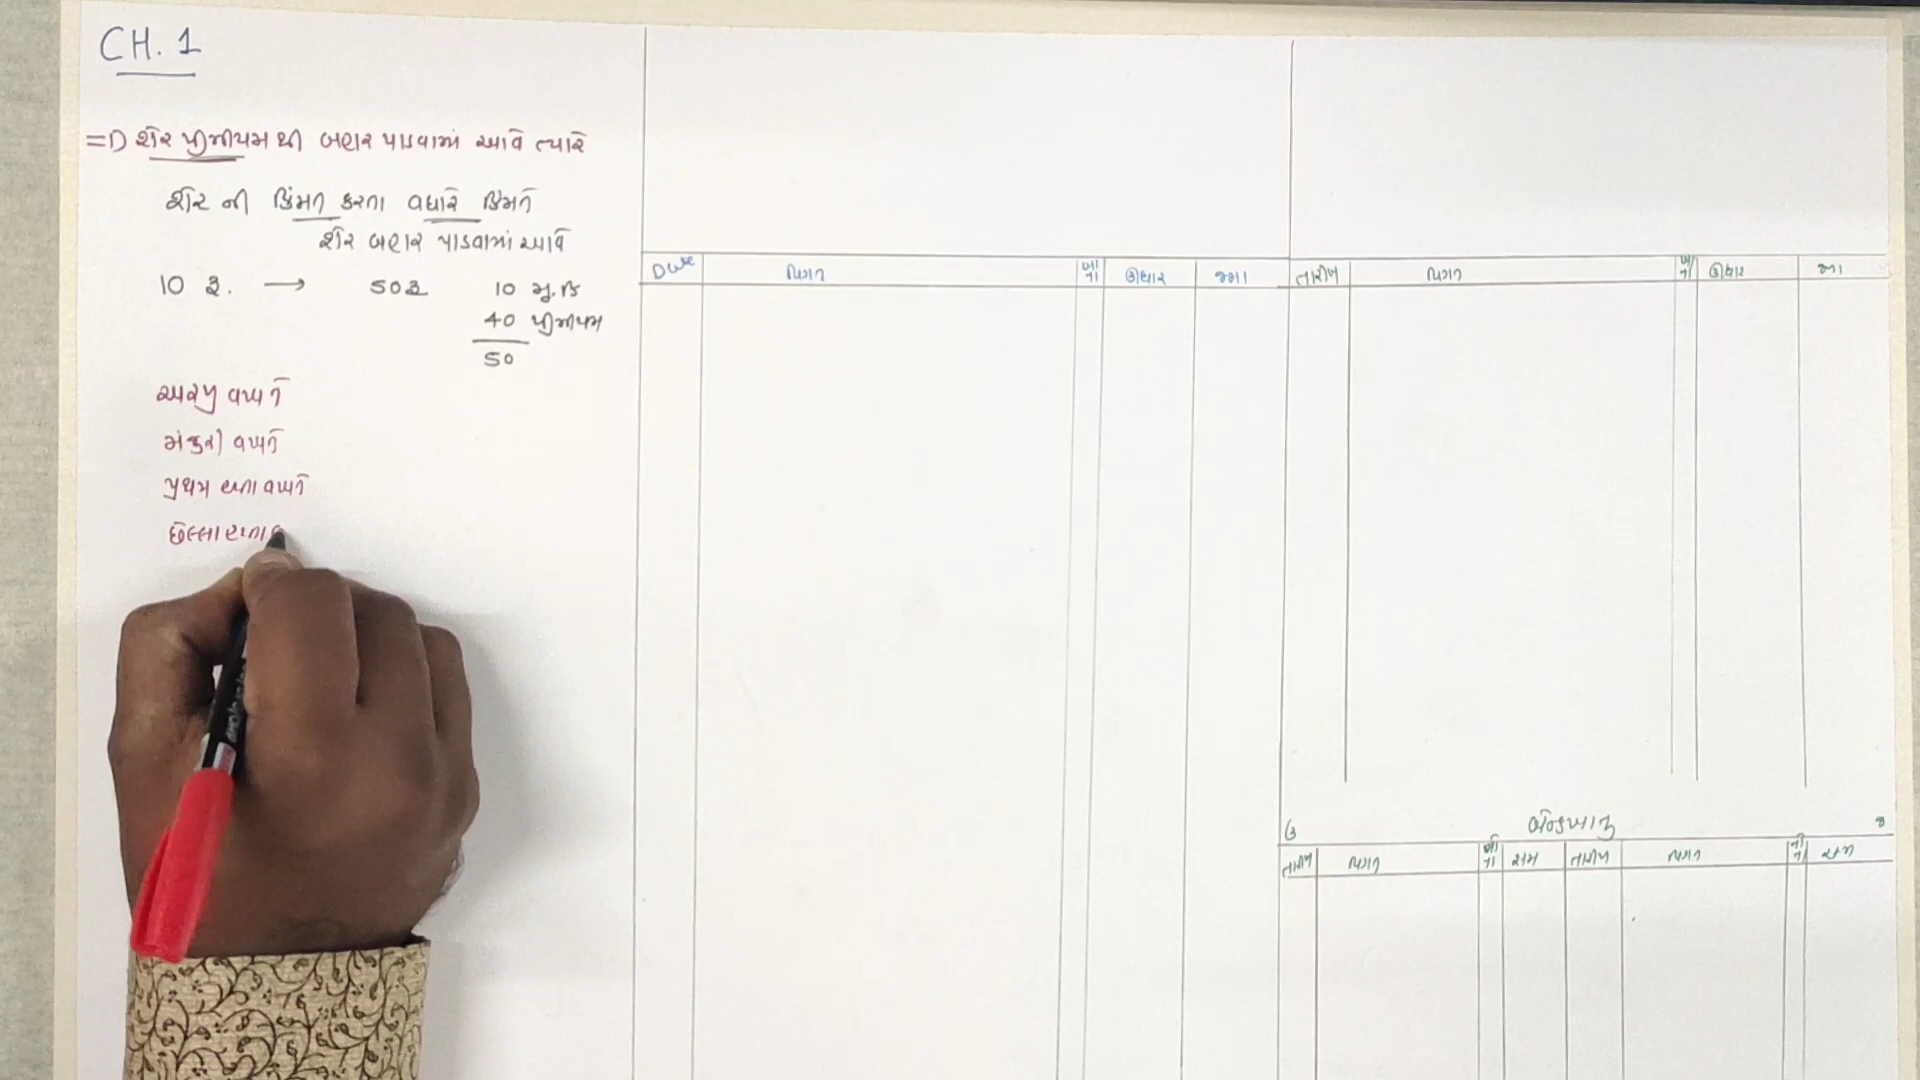 CH. 1
=) શેર પ્રીમીયમ થી બહાર પાડવામાં આવે ત્યારે
શેર ની કિંમત કરતા વધારે કિંમતે
શેર બહાર પાડવામાં આવે
10 રૂ. → 50 રૂ 10 મૂ.કિ
40 પ્રીમીયમ
50
અરજી વખતે
મંજુરી વખતે
પ્રથમ હપ્તા વખતે
છેલ્લા હપ્તા વ
Date વિગત ખા નં ઉધાર જમા
તારીખ વિગત ખા નં ઉધાર જમા
ઉ બેન્કખાતુ જ
તારીખ વિગત રકમ તારીખ વિગત રકમ